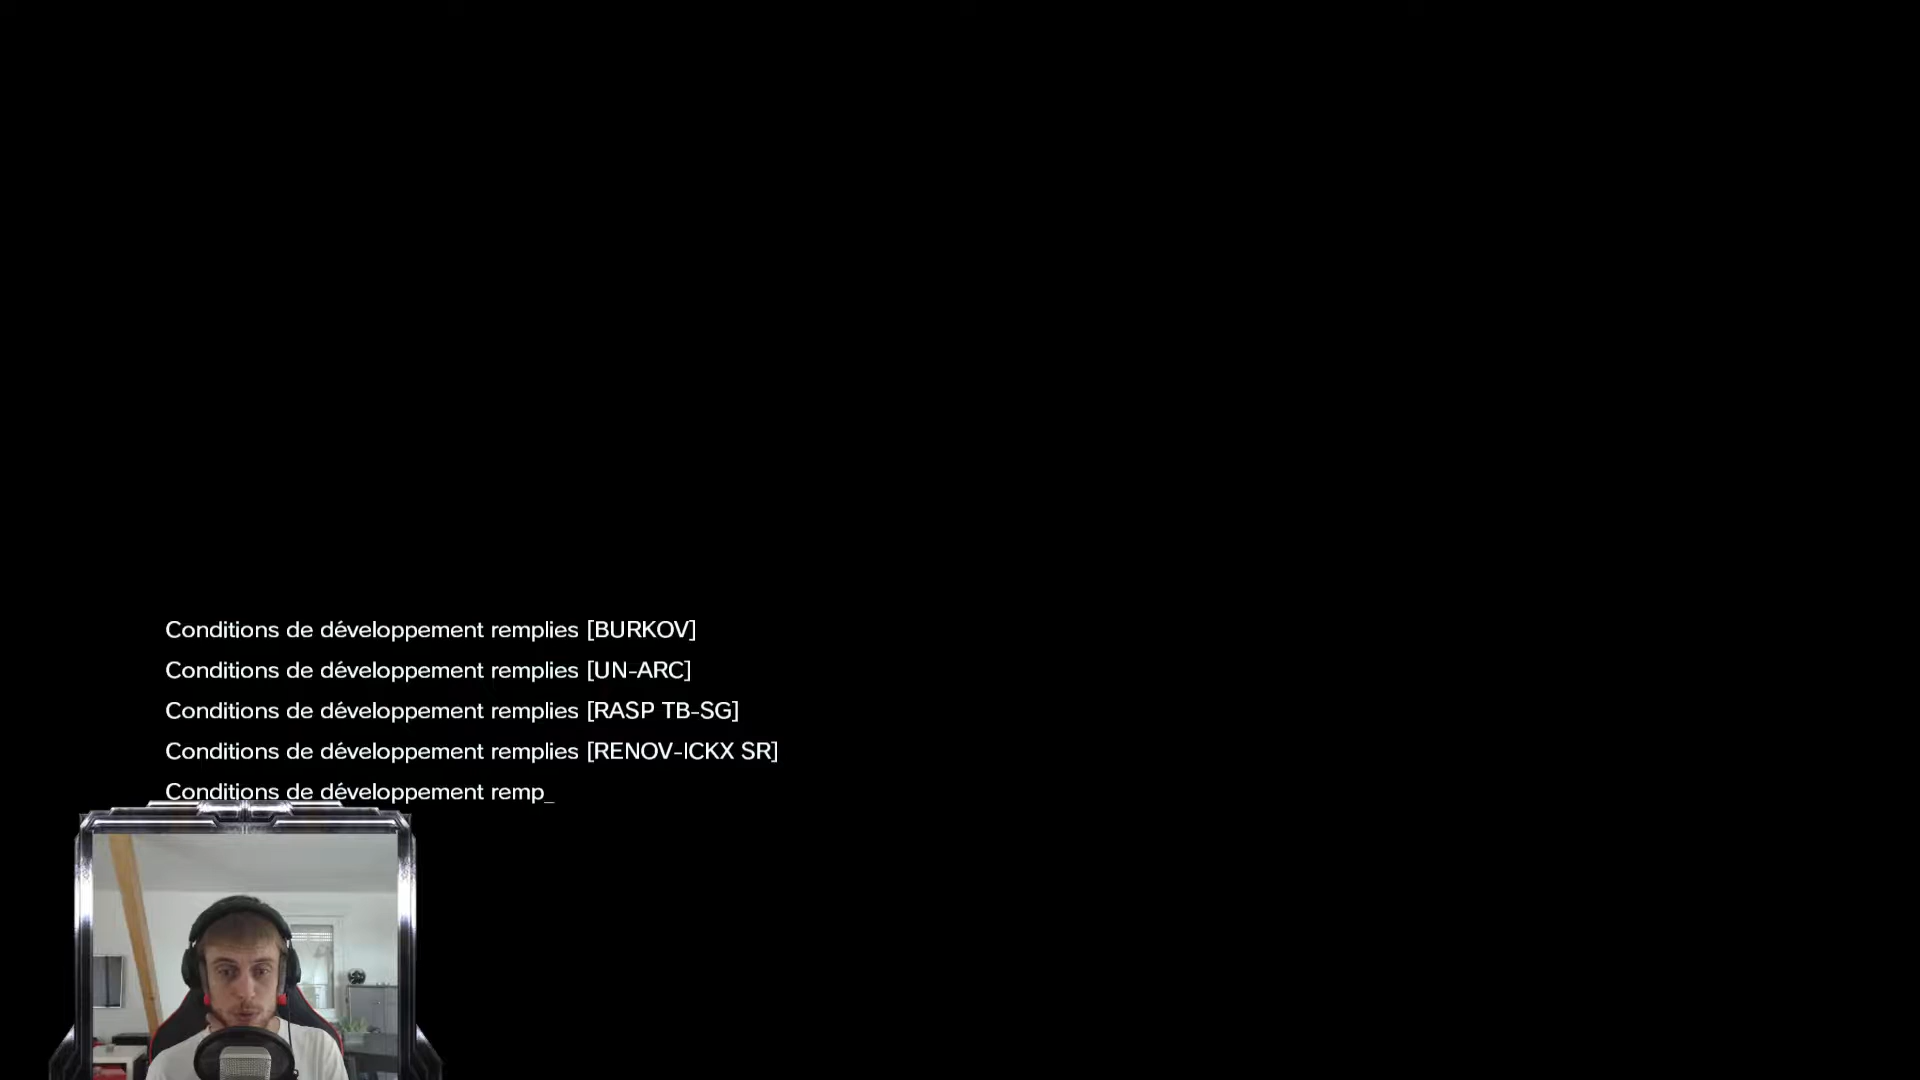 Conditions de développement remplies [BURKOV]
Conditions de développement remplies [UN-ARC]
Conditions de développement remplies [RASP TB-SG]
Conditions de développement remplies [RENOV-ICKX SR]
Conditions de développement remp_